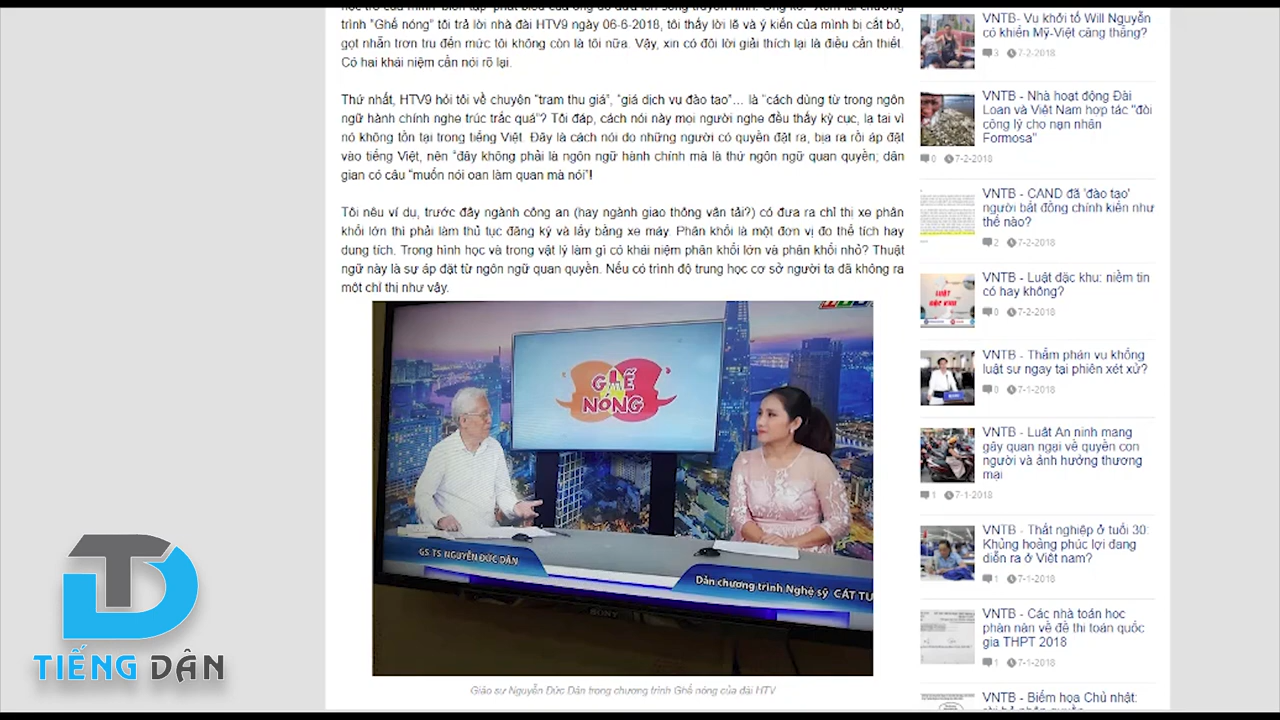 trình "Ghế nóng" tôi trả lời nhà đài HTV9 ngày 06-6-2018, tôi thấy lời lẽ và ý kiến của mình bị cắt bỏ,
gọt nhẵn trơn tru đến mức tôi không còn là tôi nữa. Vậy, xin có đôi lời giải thích lại là điều cần thiết.
Có hai khái niệm cần nói rõ lại.
Thứ nhất, HTV9 hỏi tôi về chuyện "trạm thu giá", "giá dịch vụ đào tạo"… là "cách dùng từ trong ngôn
ngữ hành chính nghe trúc trắc quá"? Tôi đáp, cách nói này mọi người nghe đều thấy kỳ cục, lạ tai vì
nó không tồn tại trong tiếng Việt. Đây là cách nói do những người có quyền đặt ra, bịa ra rồi áp đặt
vào tiếng Việt, nên "đây không phải là ngôn ngữ hành chính mà là thứ ngôn ngữ quan quyền; dân
gian có câu "muốn nói oan làm quan mà nói"!
Tôi nêu ví dụ, trước đây ngành công an (hay ngành giao thông vận tải?) có đưa ra chỉ thị xe phân
khối lớn thì phải làm thủ tục đăng ký và lấy bằng xe máy. Phân khối là một đơn vị đo thể tích hay
dung tích. Trong hình học và trong vật lý làm gì có khái niệm phân khối lớn và phân khối nhỏ? Thuật
ngữ này là sự áp đặt từ ngôn ngữ quan quyền. Nếu có trình độ trung học cơ sở người ta đã không ra
một chỉ thị như vậy.
GHẾ
NÓNG
GS.TS NGUYỄN ĐỨC DÂN
Dẫn chương trình Nghệ sỹ CÁT TƯ
SONY
Giáo sư Nguyễn Đức Dân trong chương trình Ghế nóng của đài HTV
VNTB- Vụ khởi tố Will Nguyễn
có khiến Mỹ-Việt căng thẳng?
3 7-2-2018
VNTB - Nhà hoạt động Đài
Loan và Việt Nam hợp tác "đòi
công lý cho nạn nhân
Formosa"
0 7-2-2018
VNTB - CAND đã 'đào tạo'
người bất đồng chính kiến như
thế nào?
2 7-2-2018
VNTB - Luật đặc khu: niềm tin
có hay không?
LUẬT
ĐẶC KHU
0 7-2-2018
VNTB - Thẩm phán vu khống
luật sư ngay tại phiên xét xử?
0 7-1-2018
VNTB - Luật An ninh mạng
gây quan ngại về quyền con
người và ảnh hưởng thương
mại
1 7-1-2018
VNTB - Thất nghiệp ở tuổi 30:
Khủng hoảng phúc lợi đang
diễn ra ở Việt nam?
1 7-1-2018
VNTB - Các nhà toán học
phàn nàn về đề thi toán quốc
gia THPT 2018
1 7-1-2018
VNTB - Biếm họa Chủ nhật:
TD
TIẾNG DÂN